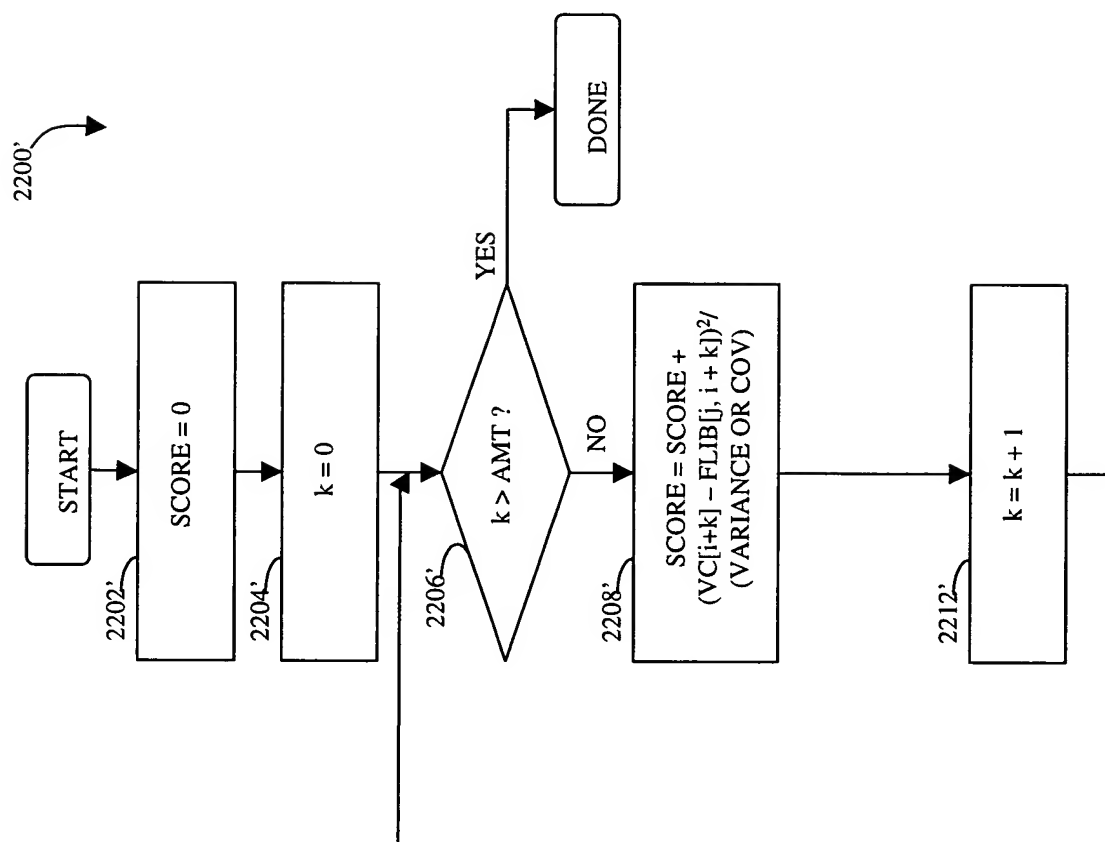 2200’
START
2202’
SCORE = 0
2204’
k = 0
2206’
k > AMT ?
YES
DONE
NO
2208’
SCORE = SCORE +
(VC[i+k] – FLIB[j, i + k])²/
(VARIANCE OR COV)
2212’
k = k + 1